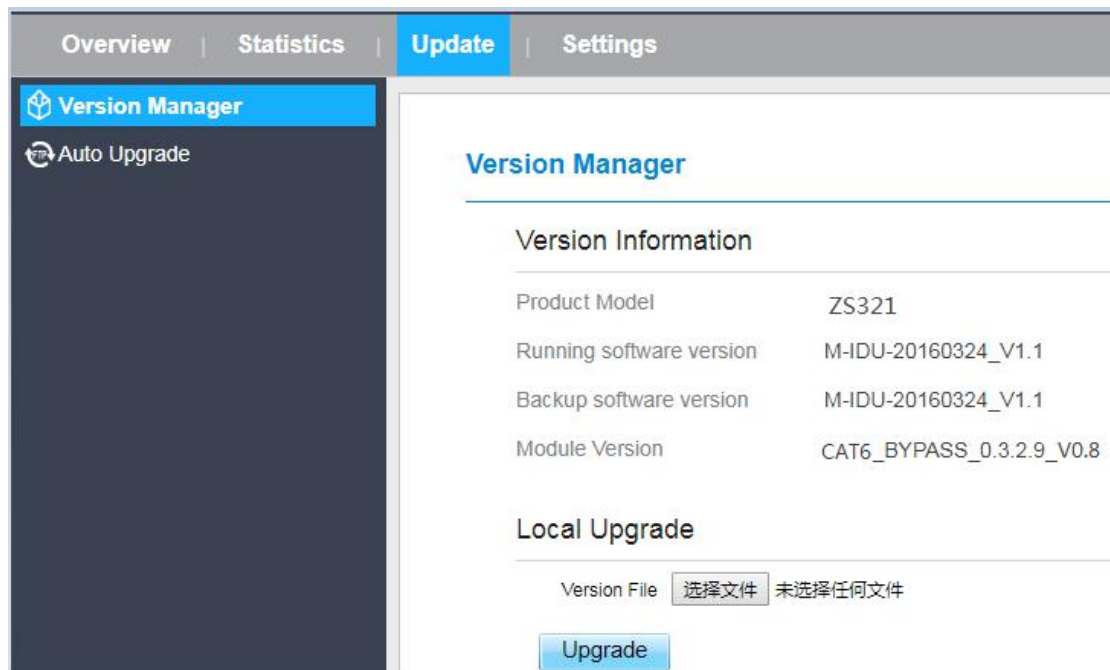 Overview | Statistics | Update | Settings
Version Manager
FTP Auto Upgrade
Version Manager
Version Information
Product Model ZS321
Running software version M-IDU-20160324_V1.1
Backup software version M-IDU-20160324_V1.1
Module Version CAT6_BYPASS_0.3.2.9_V0.8
Local Upgrade
Version File 选择文件 未选择任何文件
Upgrade